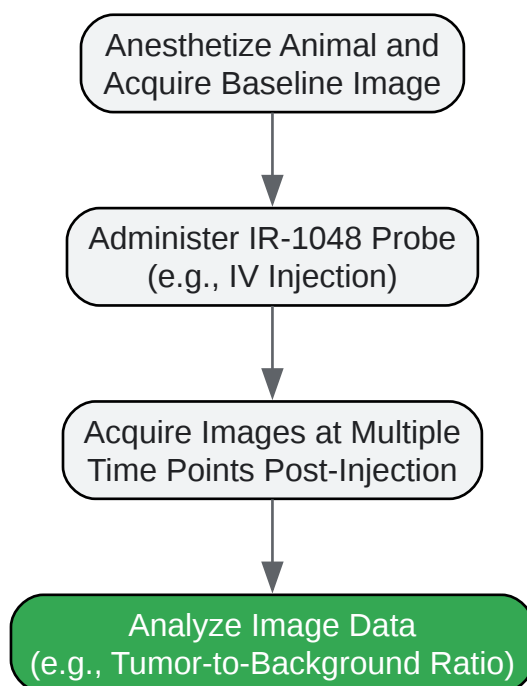 Anesthetize Animal and
Acquire Baseline Image
Administer IR-1048 Probe
(e.g., IV Injection)
Acquire Images at Multiple
Time Points Post-Injection
Analyze Image Data
(e.g., Tumor-to-Background Ratio)